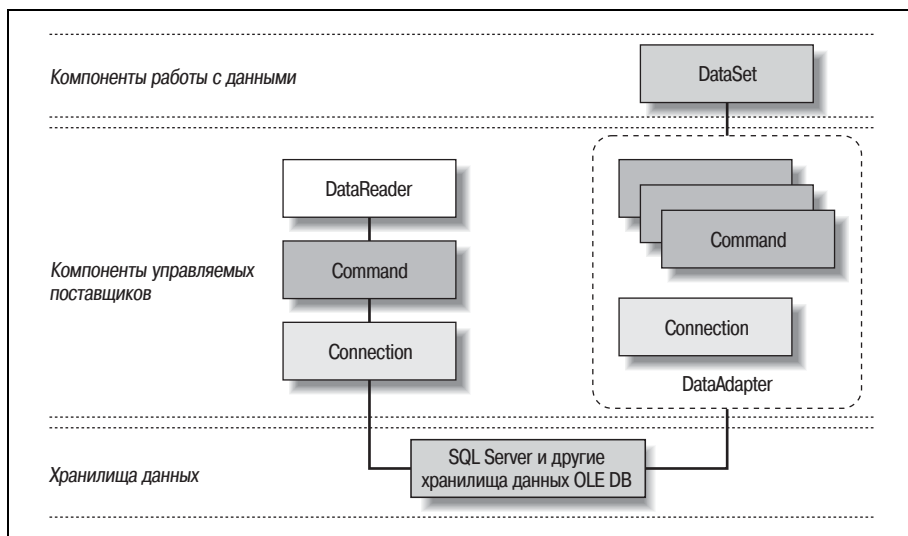 Компоненты работы с данными
DataSet
DataReader
Command
Connection
Компоненты управляемых
поставщиков
Command
Connection
DataAdapter
Хранилища данных
SQL Server и другие
хранилища данных OLE DB